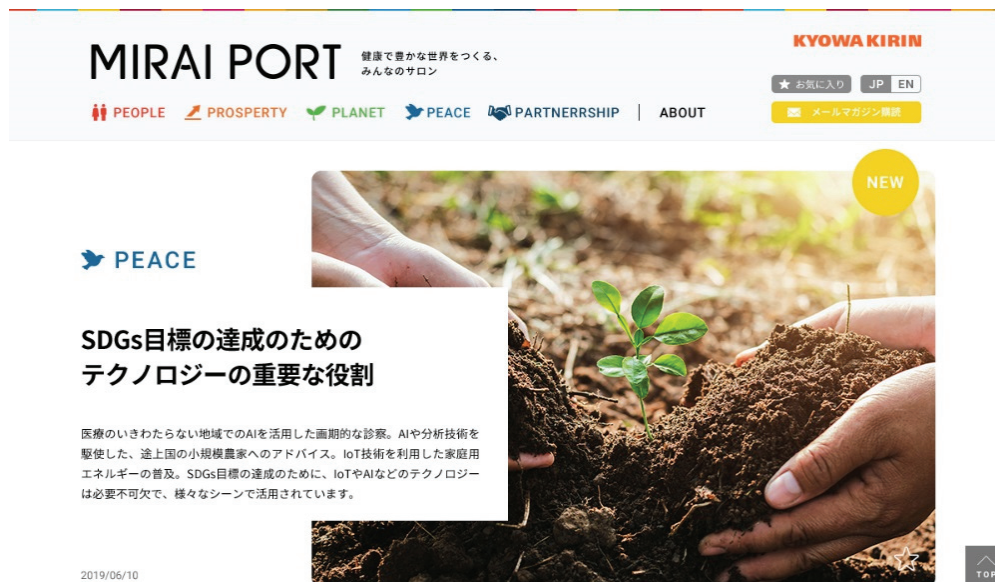 MIRAI PORT
健康で豊かな世界をつくる、
みんなのサロン
KYOWA KIRIN
お気に入り
JP EN
PEOPLE PROSPERTY PLANET PEACE PARTNERRSHIP ABOUT
メールマガジン購読
NEW
PEACE
SDGs目標の達成のための
テクノロジーの重要な役割
医療のいきわたらない地域でのAIを活用した画期的な診察。AIや分析技術を
駆使した、途上国の小規模農家へのアドバイス。IoT技術を利用した家庭用
エネルギーの普及。SDGs目標の達成のために、IoTやAIなどのテクノロジー
は必要不可欠で、様々なシーンで活用されています。
2019/06/10
TOP